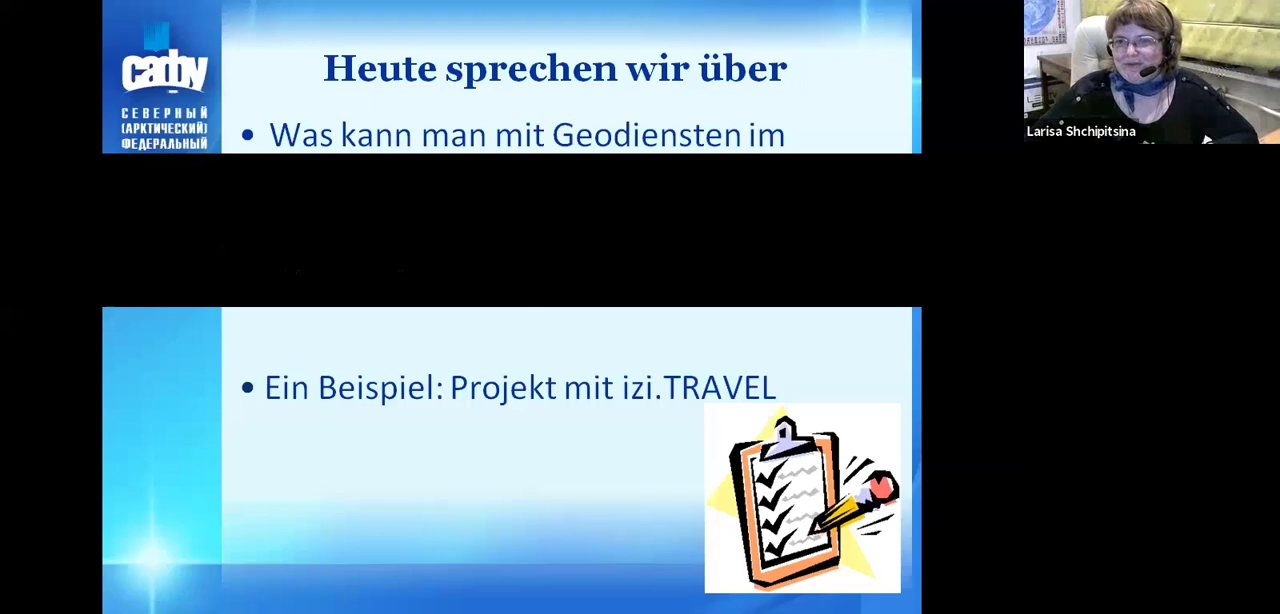 сафу
СЕВЕРНЫЙ
(АРКТИЧЕСКИЙ)
ФЕДЕРАЛЬНЫЙ
Heute sprechen wir über
• Was kann man mit Geodiensten im
• Ein Beispiel: Projekt mit izi.TRAVEL
Larisa Shchipitsina